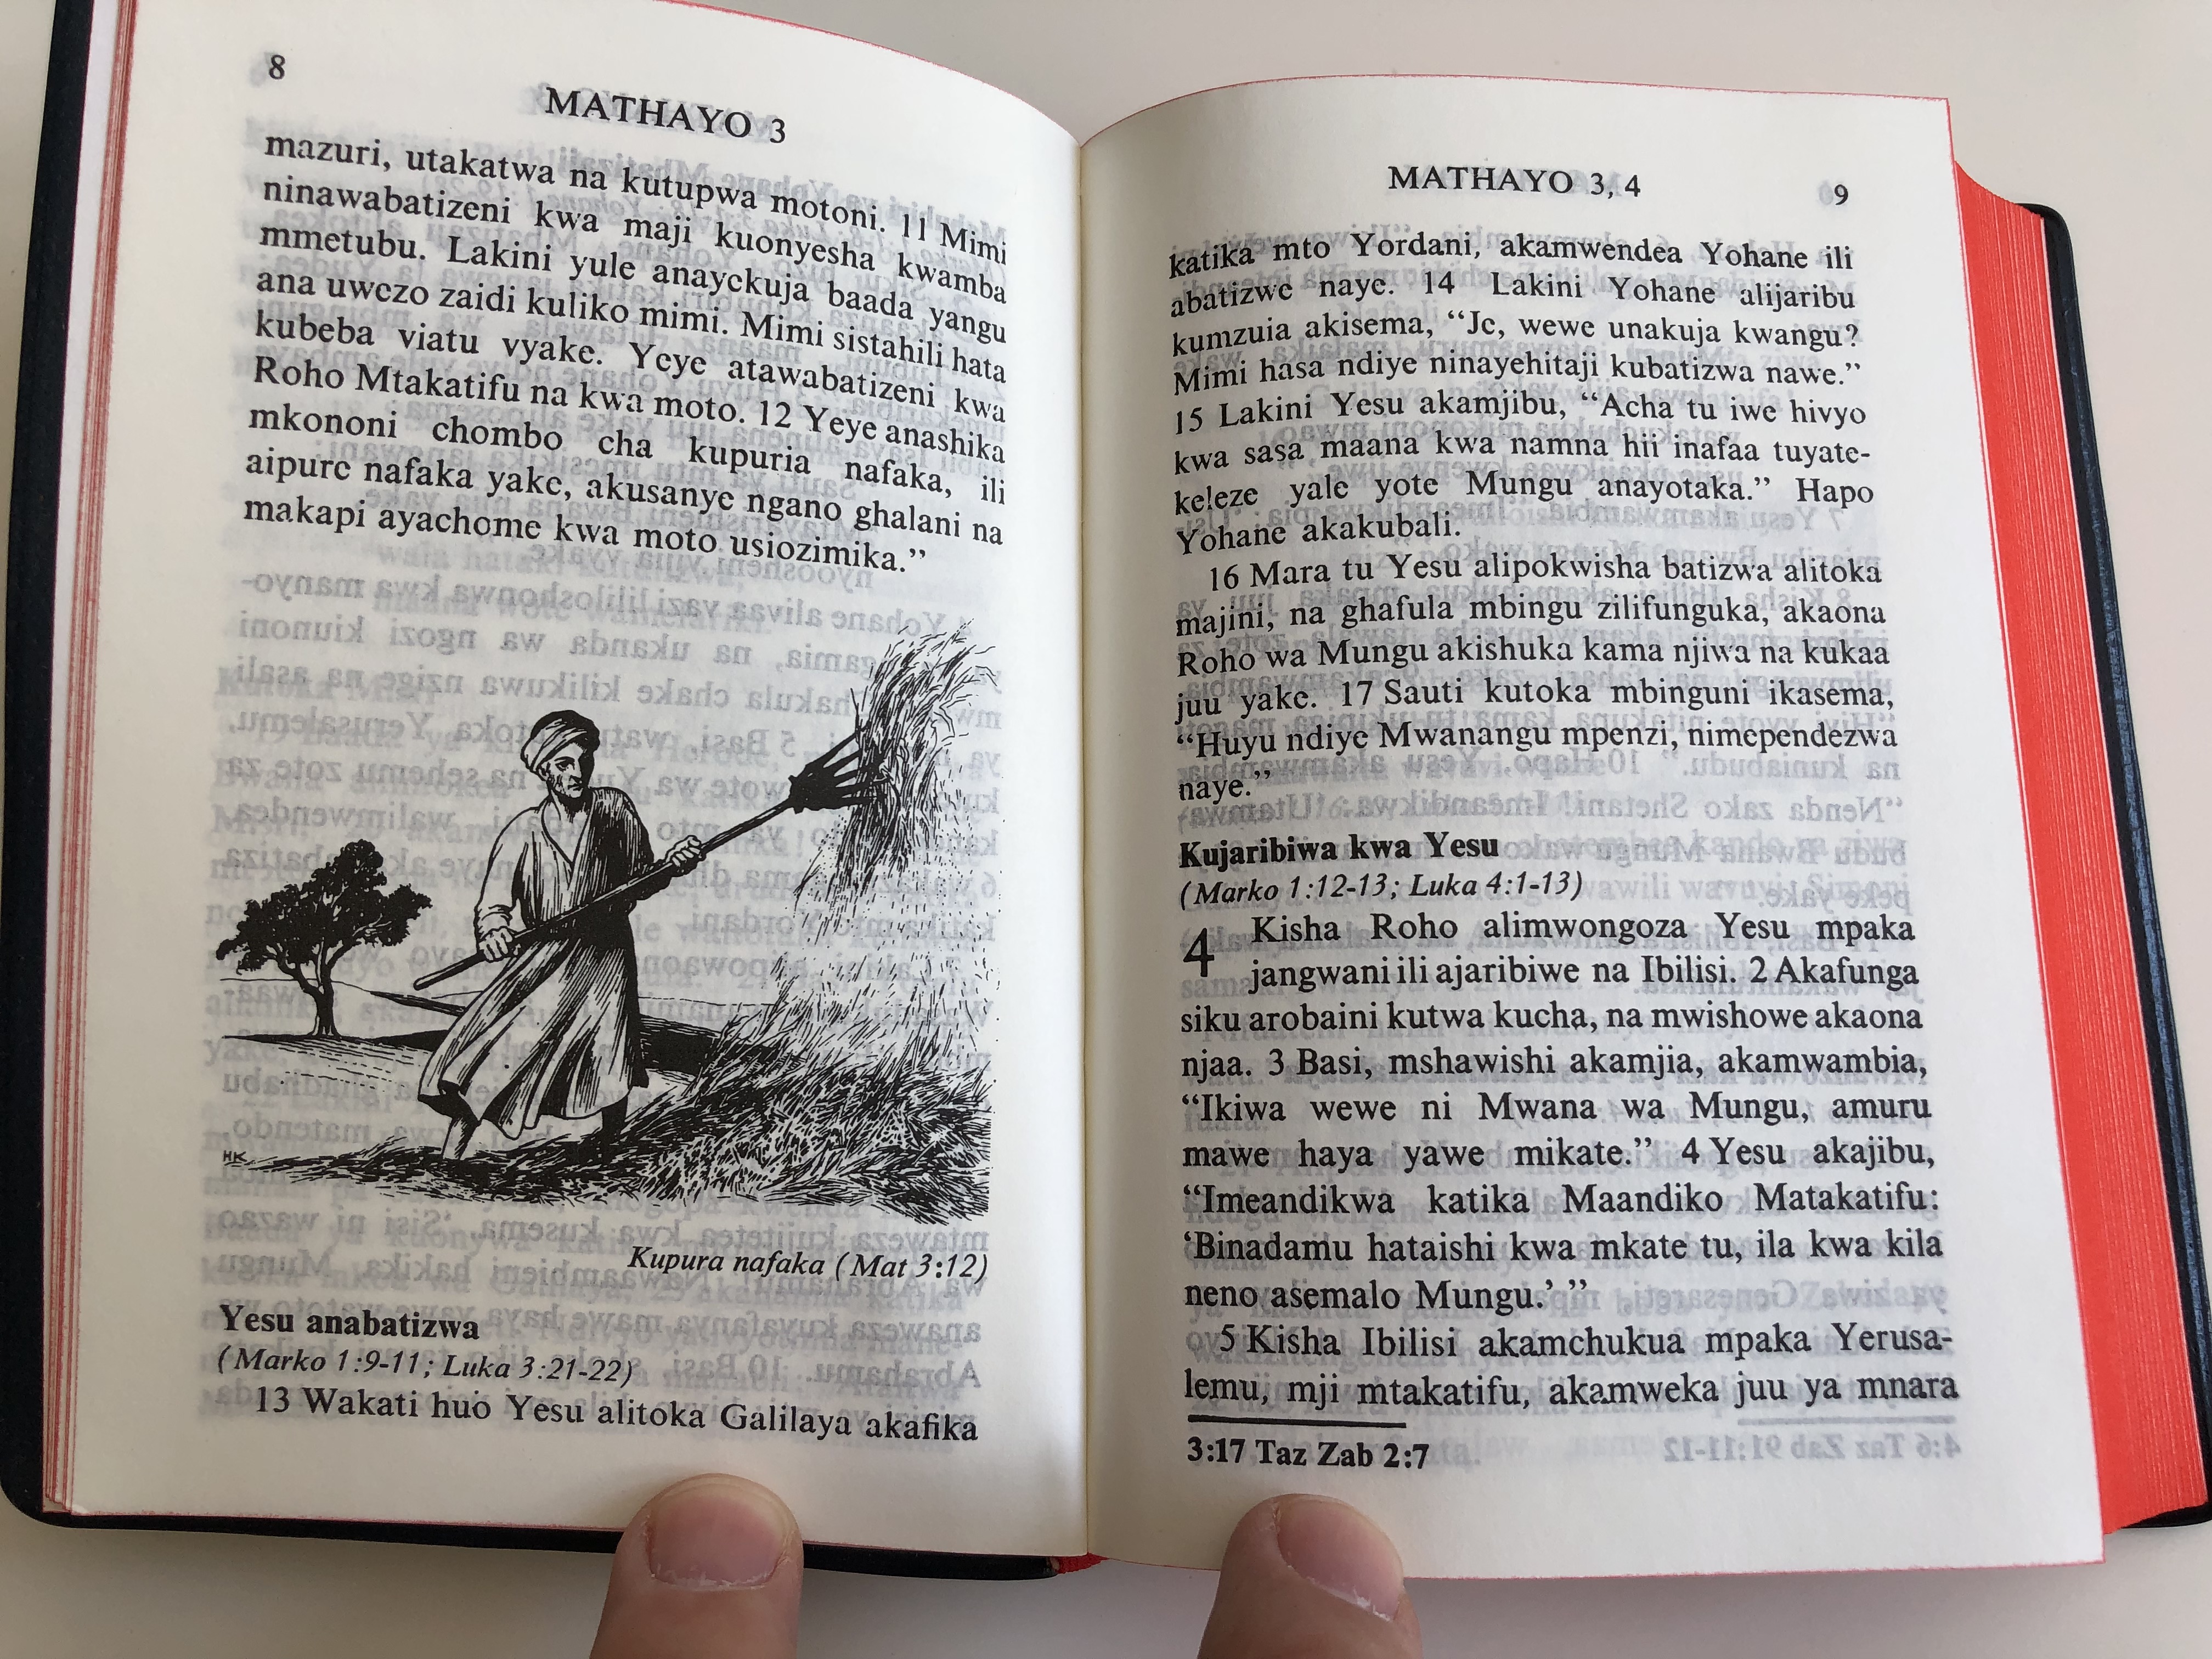 8
MATHAYO 3
mazuri, utakatwa na kutupwa motoni. 11 Mimi
ninawabatizeni kwa maji kuonyesha kwamba
mmetubu. Lakini yule anayekuja baada yangu
ana uwezo zaidi kuliko mimi. Mimi sistahili hata
kubeba viatu vyake. Yeye atawabatizeni kwa
Roho Mtakatifu na kwa moto. 12 Yeye anashika
mkononi chombo cha kupuria nafaka, ili
aipure nafaka yake, akusanye ngano ghalani na
makapi ayachome kwa moto usiozimika.”
HK
Kupura nafaka (Mat 3:12)
Yesu anabatizwa
(Marko 1:9-11; Luka 3:21-22)
13 Wakati huo Yesu alitoka Galilaya akafika
MATHAYO 3, 4
9
katika mto Yordani, akamwendea Yohane ili
abatizwe naye. 14 Lakini Yohane alijaribu
kumzuia akisema, “Je, wewe unakuja kwangu?
Mimi hasa ndiye ninayehitaji kubatizwa nawe.”
15 Lakini Yesu akamjibu, “Acha tu iwe hivyo
kwa sasa, maana kwa namna hii inafaa tuyate-
keleze yale yote Mungu anayotaka.” Hapo
Yohane akakubali.
16 Mara tu Yesu alipokwisha batizwa alitoka
majini, na ghafula mbingu zilifunguka, akaona
Roho wa Mungu akishuka kama njiwa na kukaa
juu yake. 17 Sauti kutoka mbinguni ikasema,
“Huyu ndiye Mwanangu mpenzi, nimependezwa
naye.”
Kujaribiwa kwa Yesu
(Marko 1:12-13; Luka 4:1-13)
4 Kisha Roho alimwongoza Yesu mpaka
jangwani ili ajaribiwe na Ibilisi. 2 Akafunga
siku arobaini kutwa kucha, na mwishowe akaona
njaa. 3 Basi, mshawishi akamjia, akamwambia,
“Ikiwa wewe ni Mwana wa Mungu, amuru
mawe haya yawe mikate.” 4 Yesu akajibu,
“Imeandikwa katika Maandiko Matakatifu:
‘Binadamu hataishi kwa mkate tu, ila kwa kila
neno asemalo Mungu.’ ”
5 Kisha Ibilisi akamchukua mpaka Yerusa-
lemu, mji mtakatifu, akamweka juu ya mnara
3:17 Taz Zab 2:7